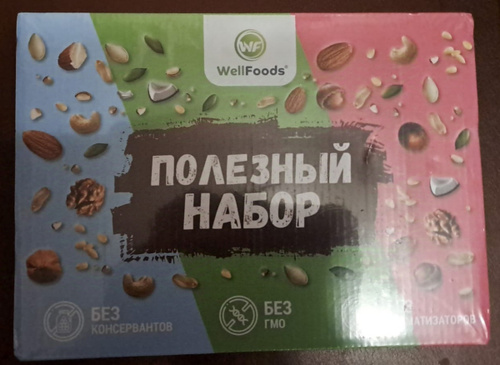 WF
WellFoods®
ПОЛЕЗНЫЙ
НАБОР
БЕЗ
КОНСЕРВАНТОВ
БЕЗ
ГМО